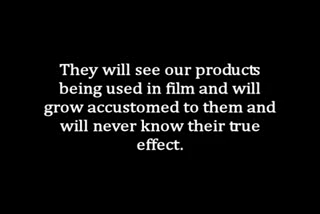 They will see our products
being used in film and will
grow accustomed to them and
will never know their true
effect.